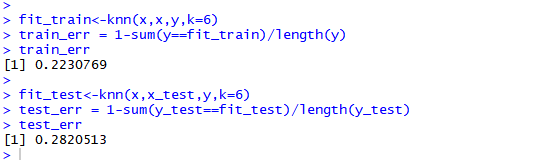 >
> fit_train<-knn(x,x,y,k=6)
> train_err = 1-sum(y==fit_train)/length(y)
> train_err
[1] 0.2230769
>
> fit_test<-knn(x,x_test,y,k=6)
> test_err = 1-sum(y_test==fit_test)/length(y_test)
> test_err
[1] 0.2820513
>